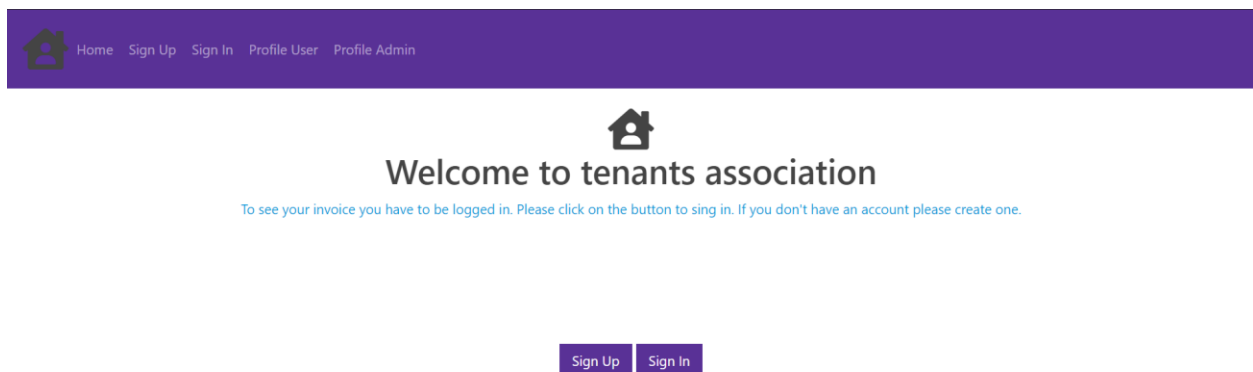 Home Sign Up Sign In Profile User Profile Admin
Welcome to tenants association
To see your invoice you have to be logged in. Please click on the button to sing in. If you don't have an account please create one.
Sign Up Sign In